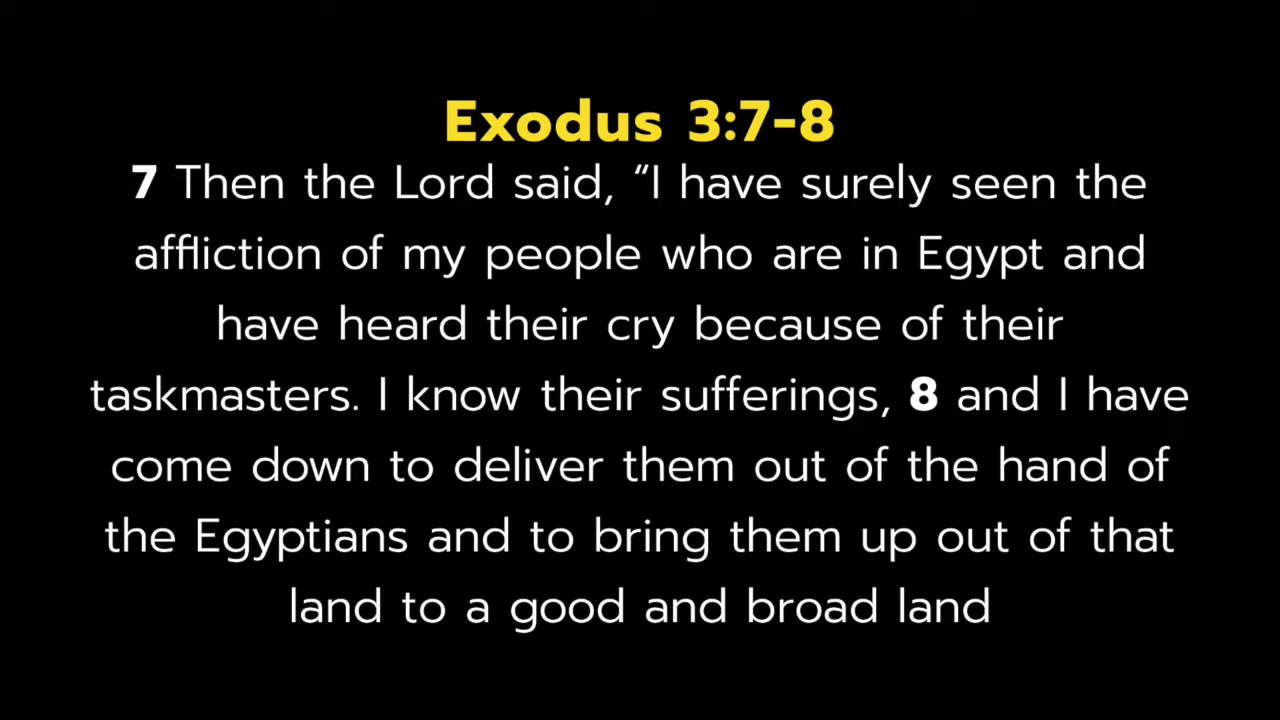 Exodus 3:7-8
7 Then the Lord said, "I have surely seen the
affliction of my people who are in Egypt and
have heard their cry because of their
taskmasters. I know their sufferings, 8 and I have
come down to deliver them out of the hand of
the Egyptians and to bring them up out of that
land to a good and broad land